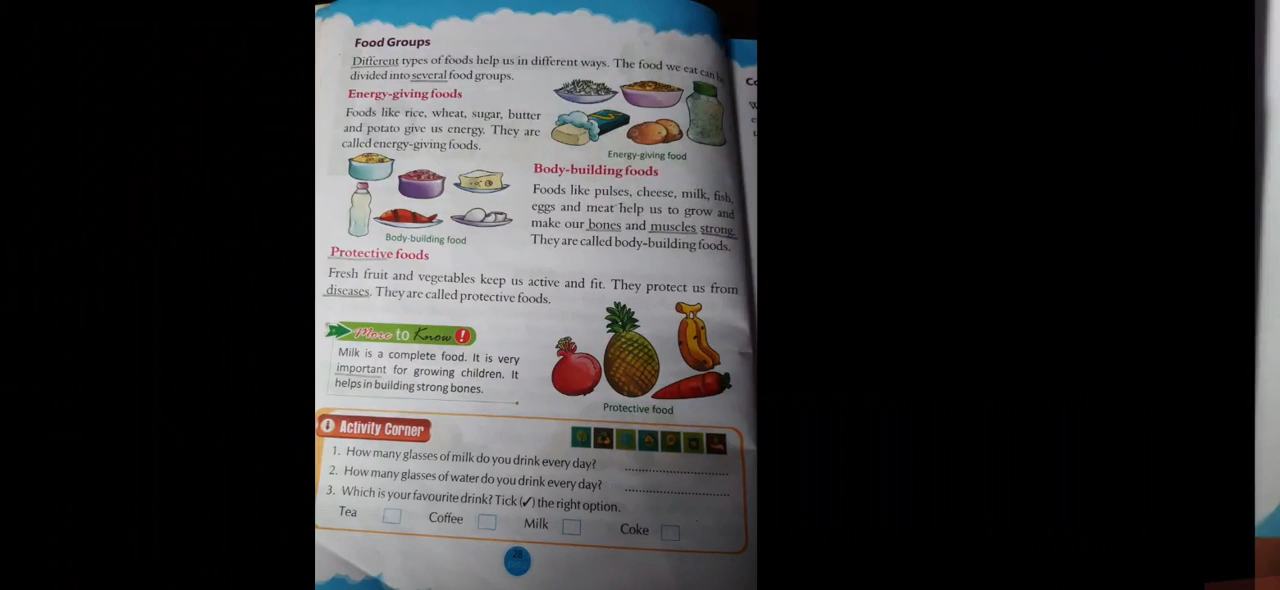 Food Groups
Different types of foods help us in different ways. The food we eat can be
divided into several food groups.
Energy-giving foods
Foods like rice, wheat, sugar, butter
and potato give us energy. They are
called energy-giving foods.
Energy-giving food
Body-building foods
Foods like pulses, cheese, milk, fish,
eggs and meat help us to grow and
make our bones and muscles strong.
They are called body-building foods.
Body-building food
Protective foods
Fresh fruit and vegetables keep us active and fit. They protect us from
diseases. They are called protective foods.
More to Know !
Milk is a complete food. It is very
important for growing children. It
helps in building strong bones.
Protective food
Activity Corner
1. How many glasses of milk do you drink every day?
2. How many glasses of water do you drink every day?
3. Which is your favourite drink? Tick (✓) the right option.
Tea Coffee Milk Coke
28